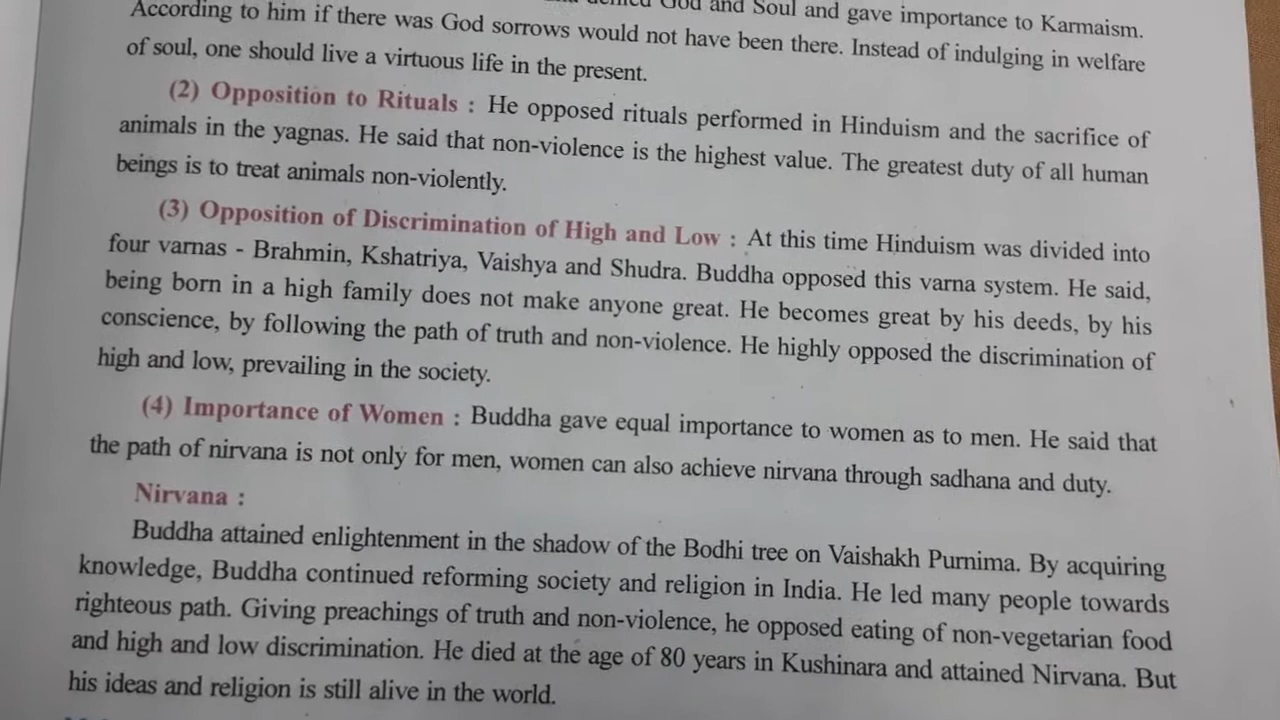 God and Soul and gave importance to Karmaism.
According to him if there was God sorrows would not have been there. Instead of indulging in welfare
of soul, one should live a virtuous life in the present.
(2) Opposition to Rituals : He opposed rituals performed in Hinduism and the sacrifice of
animals in the yagnas. He said that non-violence is the highest value. The greatest duty of all human
beings is to treat animals non-violently.
(3) Opposition of Discrimination of High and Low : At this time Hinduism was divided into
four varnas - Brahmin, Kshatriya, Vaishya and Shudra. Buddha opposed this varna system. He said,
being born in a high family does not make anyone great. He becomes great by his deeds, by his
conscience, by following the path of truth and non-violence. He highly opposed the discrimination of
high and low, prevailing in the society.
(4) Importance of Women : Buddha gave equal importance to women as to men. He said that
the path of nirvana is not only for men, women can also achieve nirvana through sadhana and duty.
Nirvana :
Buddha attained enlightenment in the shadow of the Bodhi tree on Vaishakh Purnima. By acquiring
knowledge, Buddha continued reforming society and religion in India. He led many people towards
righteous path. Giving preachings of truth and non-violence, he opposed eating of non-vegetarian food
and high and low discrimination. He died at the age of 80 years in Kushinara and attained Nirvana. But
his ideas and religion is still alive in the world.